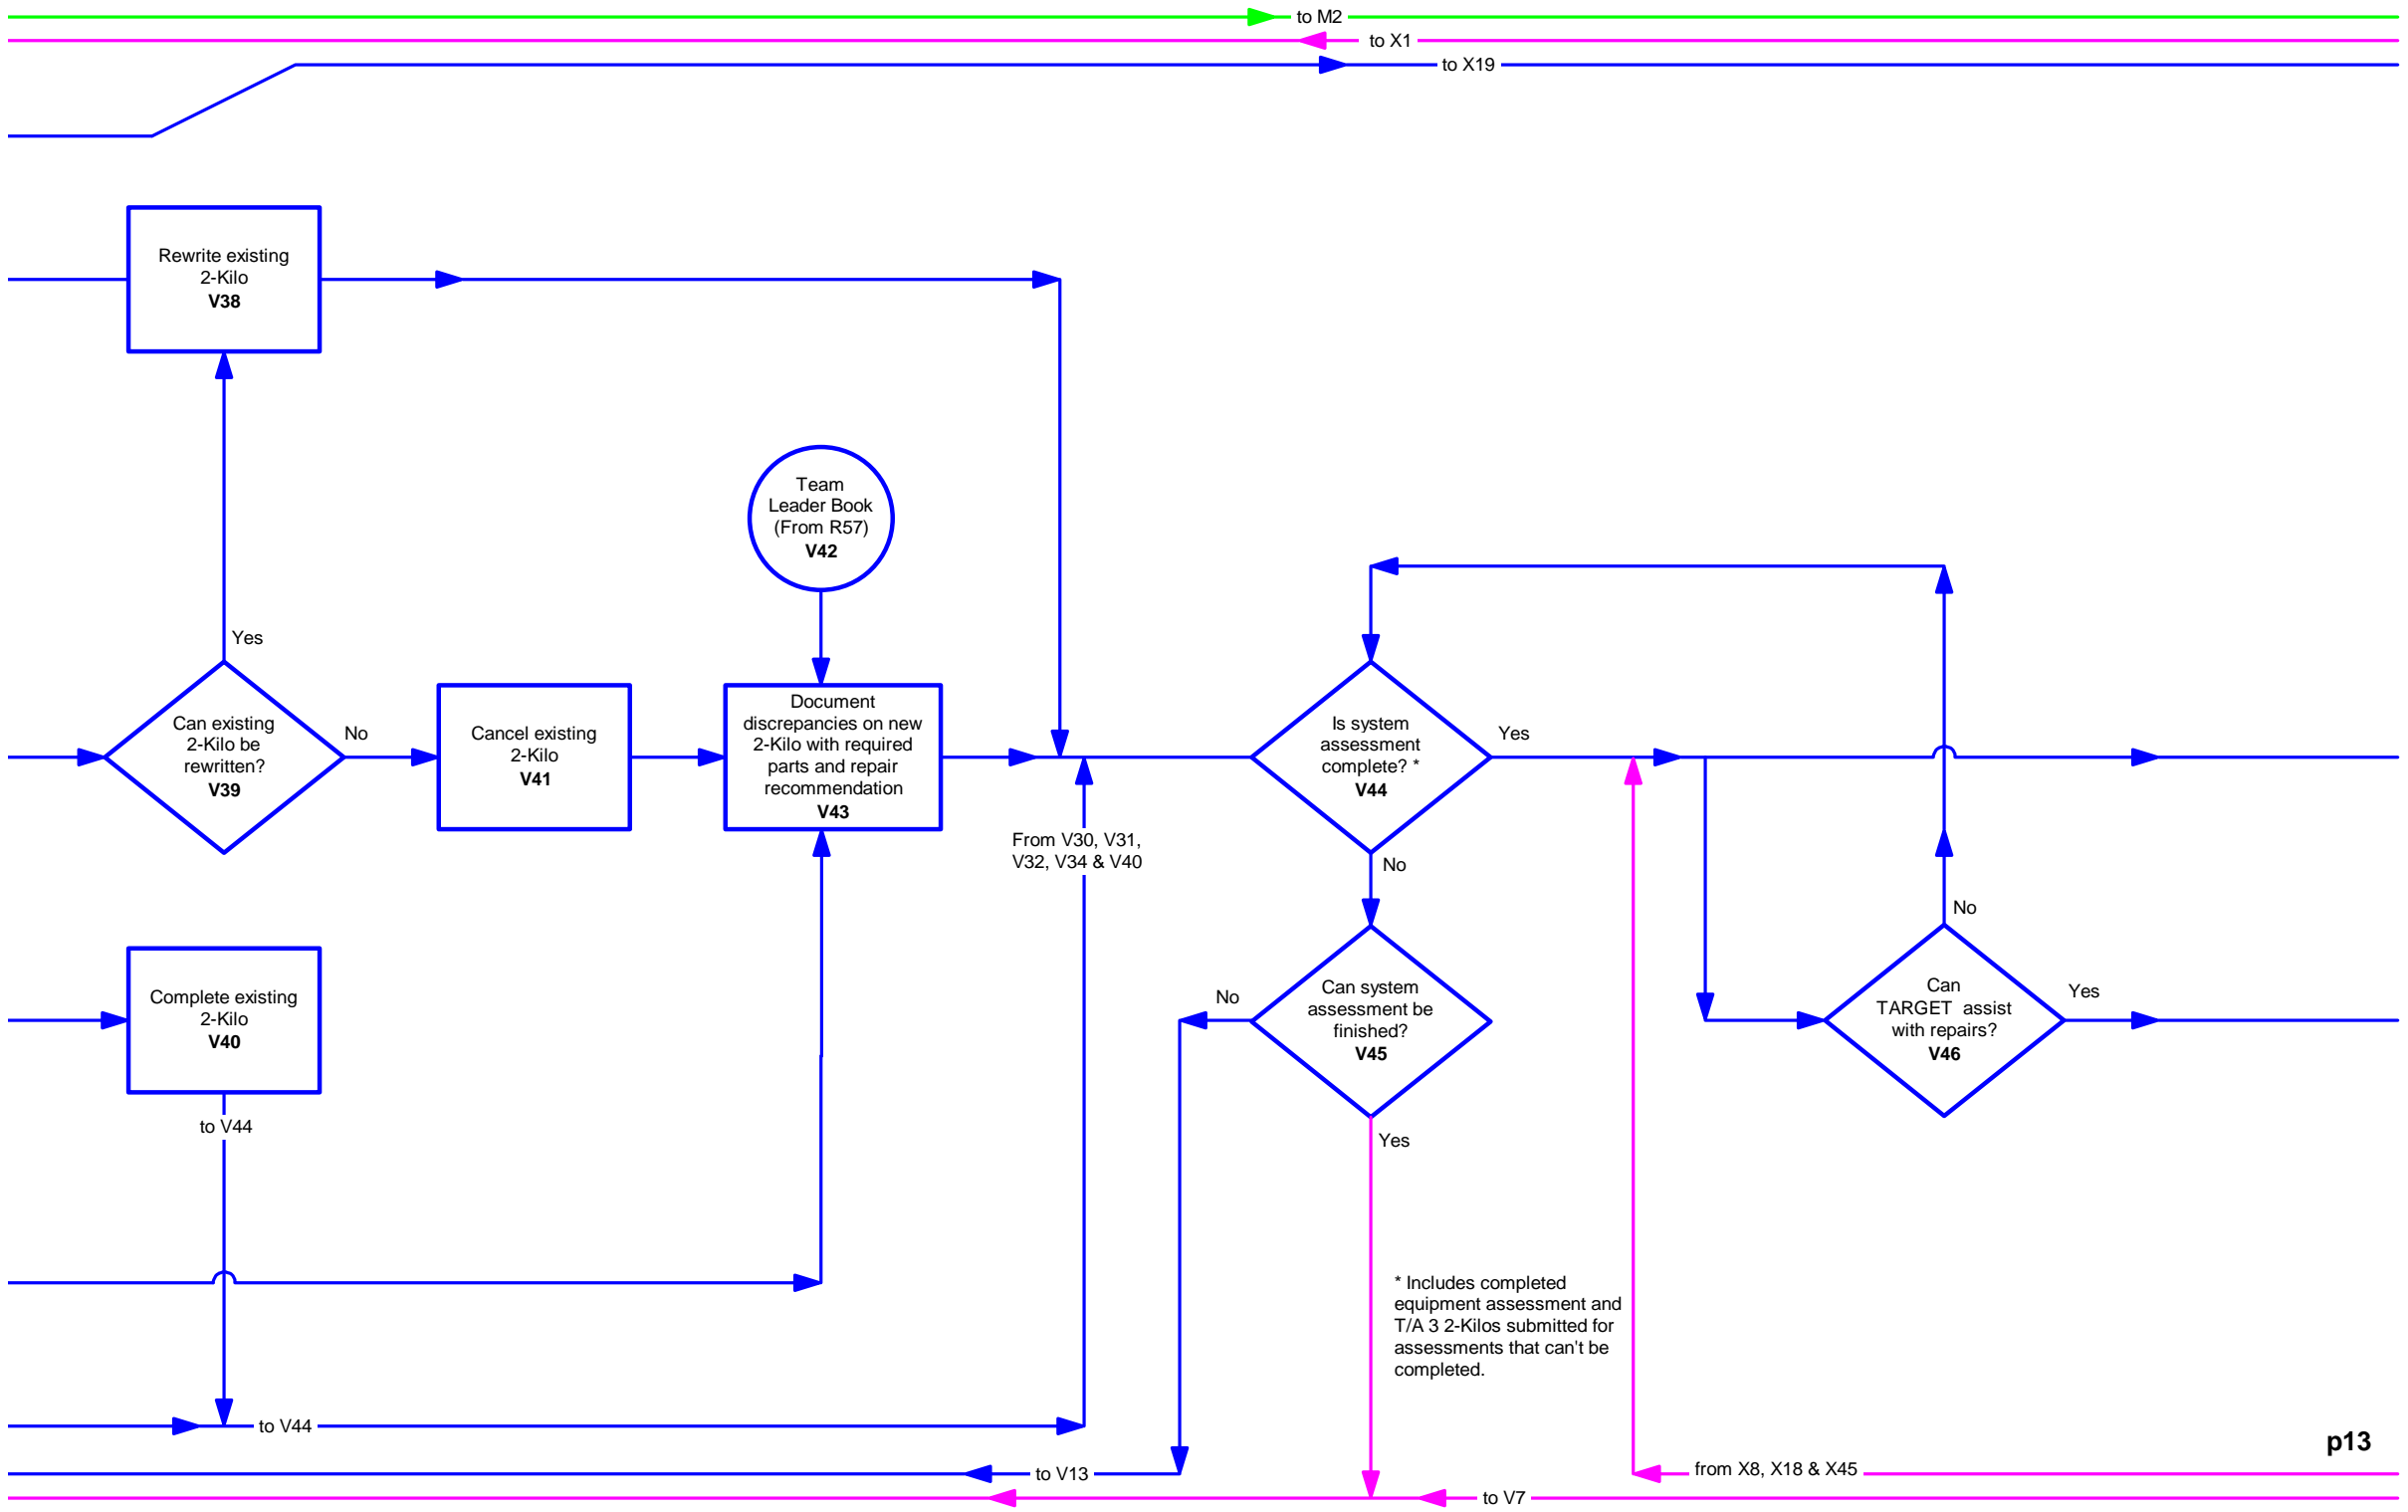 to M2
to X1
to X19
Rewrite existing
2-Kilo
V38
Team
Leader Book
(From R57)
V42
Yes
Can existing
2-Kilo be
rewritten?
V39
No
Cancel existing
2-Kilo
V41
Document
discrepancies on new
2-Kilo with required
parts and repair
recommendation
V43
From V30, V31,
V32, V34 & V40
Is system
assessment
complete? *
V44
Yes
No
Complete existing
2-Kilo
V40
to V44
No
Can system
assessment be
finished?
V45
Yes
No
Can
TARGET assist
with repairs?
V46
Yes
* Includes completed
equipment assessment and
T/A 3 2-Kilos submitted for
assessments that can't be
completed.
to V44
p13
to V13
from X8, X18 & X45
to V7